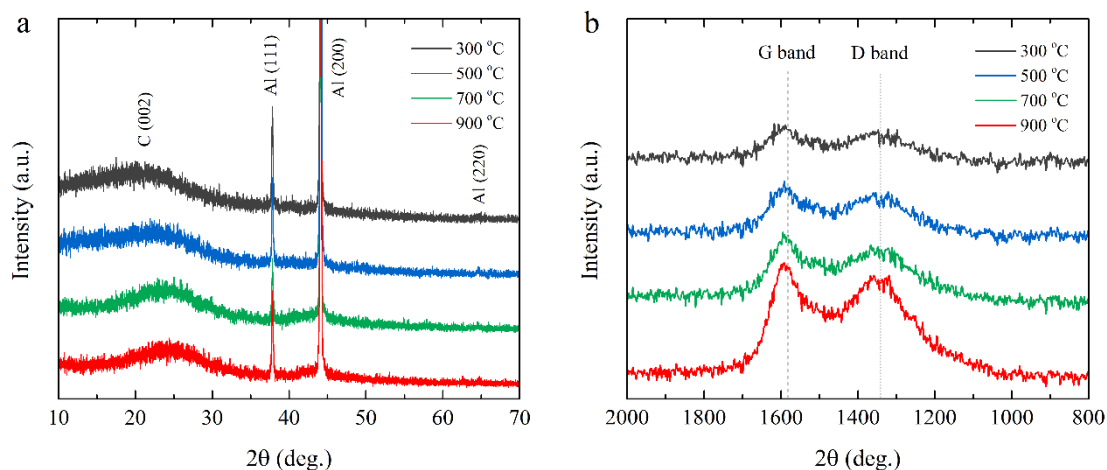 a
C (002)
Al (111)
Al (200)
Al (220)
300 °C
500 °C
700 °C
900 °C
Intensity (a.u.)
10 20 30 40 50 60 70
2θ (deg.)
b
G band D band
300 °C
500 °C
700 °C
900 °C
Intensity (a.u.)
2000 1800 1600 1400 1200 1000 800
2θ (deg.)